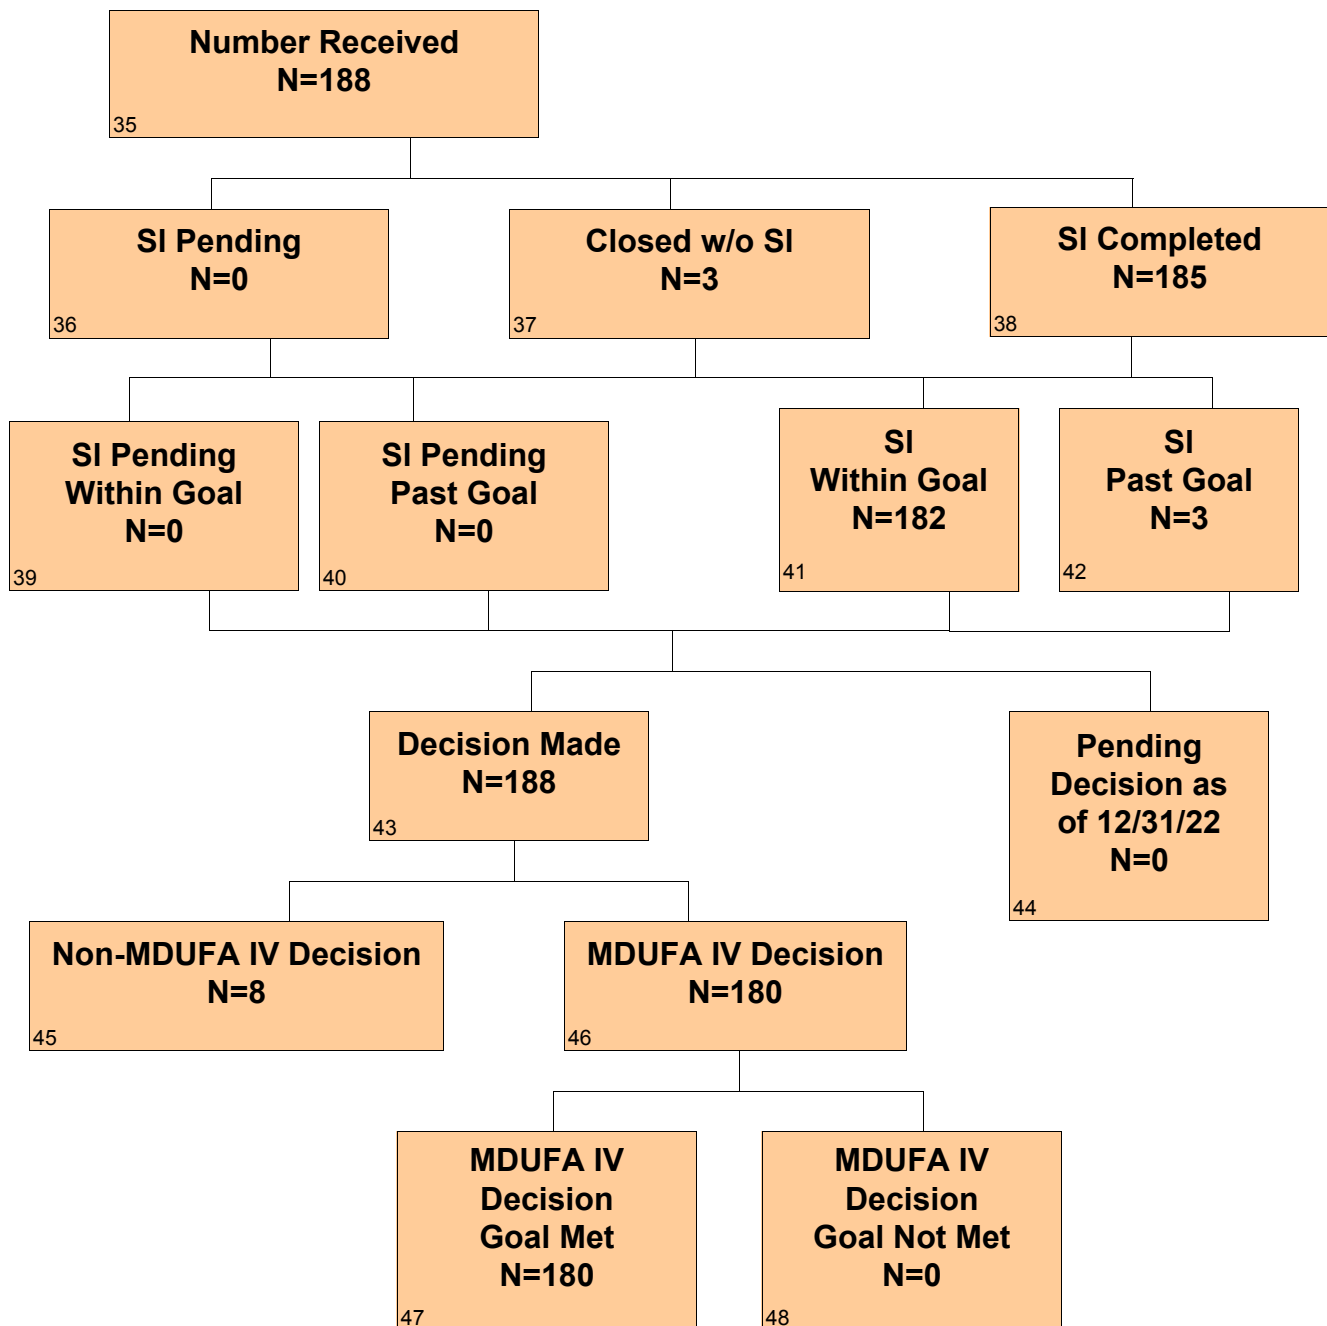 Number Received
N=188
35
SI Pending
N=0
36
Closed w/o SI
N=3
37
SI Completed
N=185
38
SI Pending
Within Goal
N=0
39
SI Pending
Past Goal
N=0
40
SI
Within Goal
N=182
41
SI
Past Goal
N=3
42
Decision Made
N=188
43
Pending
Decision as
of 12/31/22
N=0
44
Non-MDUFA IV Decision
N=8
45
MDUFA IV Decision
N=180
46
MDUFA IV
Decision
Goal Met
N=180
47
MDUFA IV
Decision
Goal Not Met
N=0
48